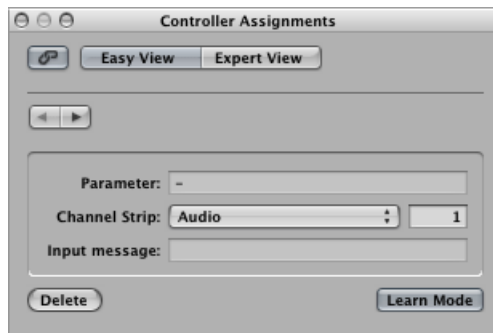 Controller Assignments
Easy View Expert View
Parameter: -
Channel Strip: Audio 1
Input message:
Delete Learn Mode